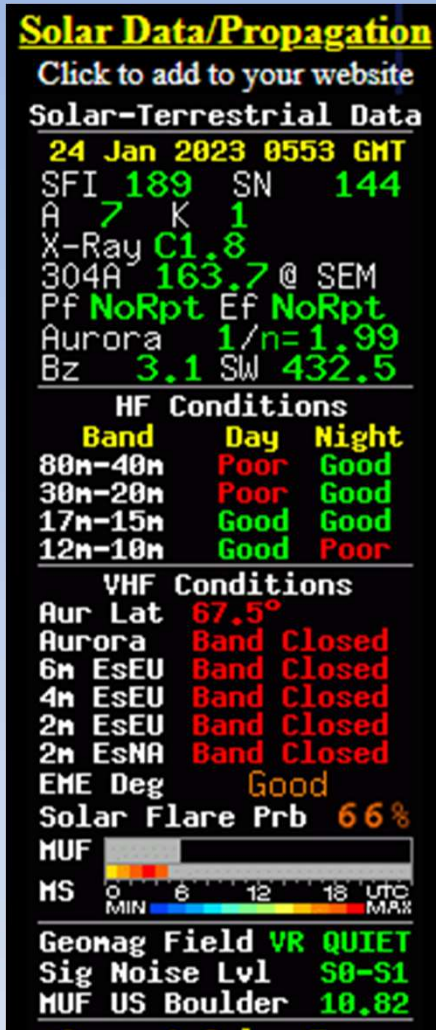 Solar Data/Propagation
Click to add to your website
Solar-Terrestrial Data
24 Jan 2023 0553 GMT
SFI 189 SN 144
A 7 K 1
X-Ray C1.8
304A 163.7 @ SEM
Pf NoRpt Ef NoRpt
Aurora 1/n=1.99
Bz 3.1 SW 432.5
HF Conditions
Band Day Night
80m-40m Poor Good
30m-20m Poor Good
17m-15m Good Good
12m-10m Good Poor
VHF Conditions
Aur Lat 67.5°
Aurora Band Closed
6m EsEU Band Closed
4m EsEU Band Closed
2m EsEU Band Closed
2m EsNA Band Closed
EME Deg Good
Solar Flare Prb 66%
MUF
MS 0 6 12 18 UTC
MIN MAX
Geomag Field VR QUIET
Sig Noise Lvl S0-S1
MUF US Boulder 10.82